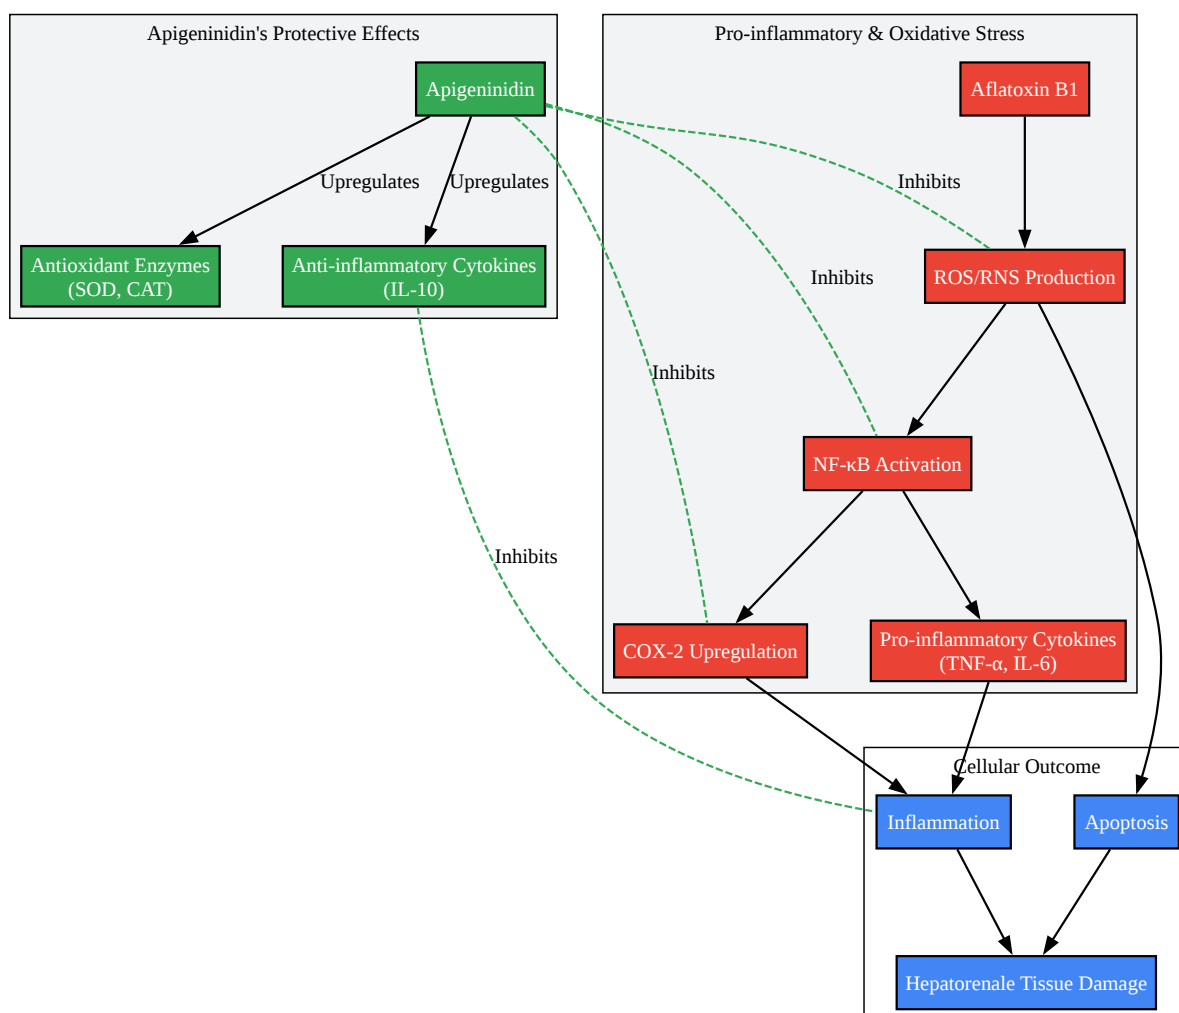 Apigeninidin's Protective Effects
Apigeninidin
Upregulates
Upregulates
Antioxidant Enzymes
(SOD, CAT)
Anti-inflammatory Cytokines
(IL-10)
Inhibits
Pro-inflammatory & Oxidative Stress
Aflatoxin B1
Inhibits
ROS/RNS Production
Inhibits
Inhibits
NF-κB Activation
COX-2 Upregulation
Pro-inflammatory Cytokines
(TNF-α, IL-6)
Cellular Outcome
Inflammation
Apoptosis
Hepatorenale Tissue Damage